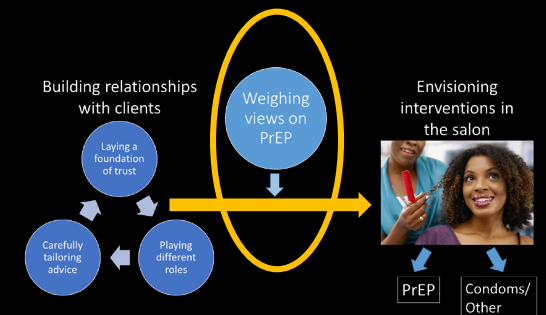 Building relationships
with clients
Laying a
foundation
of trust
Carefully
tailoring
advice
Playing
different
roles
Weighing
views on
PrEP
Envisioning
interventions in
the salon
PrEP
Condoms/
Other